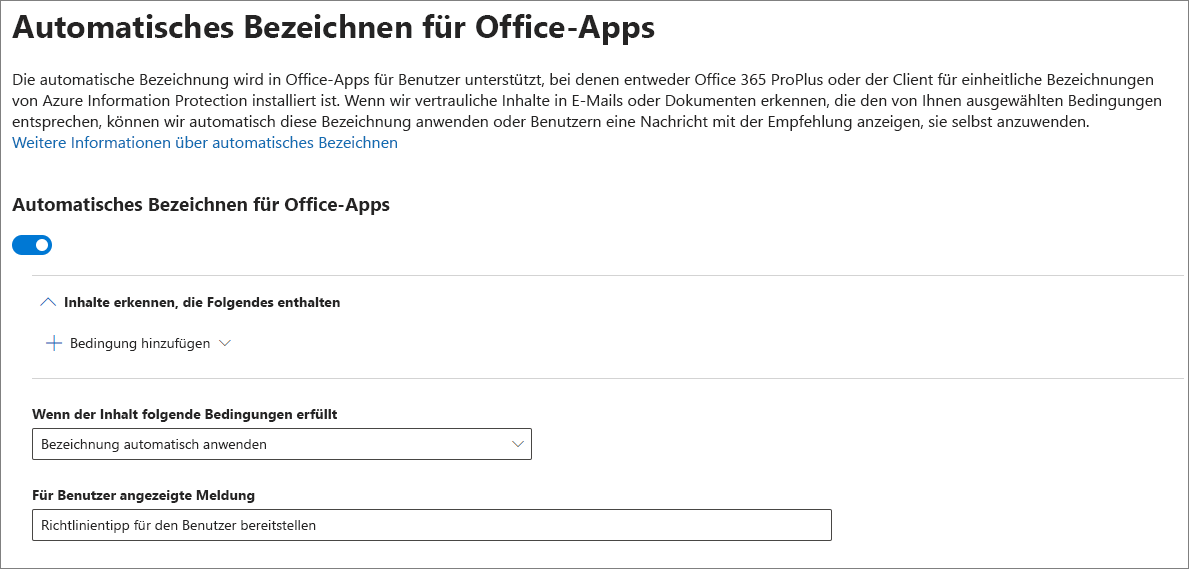 Automatisches Bezeichnen für Office-Apps
Die automatische Bezeichnung wird in Office-Apps für Benutzer unterstützt, bei denen entweder Office 365 ProPlus oder der Client für einheitliche Bezeichnungen
von Azure Information Protection installiert ist. Wenn wir vertrauliche Inhalte in E-Mails oder Dokumenten erkennen, die den von Ihnen ausgewählten Bedingungen
entsprechen, können wir automatisch diese Bezeichnung anwenden oder Benutzern eine Nachricht mit der Empfehlung anzeigen, sie selbst anzuwenden.
Weitere Informationen über automatisches Bezeichnen
Automatisches Bezeichnen für Office-Apps
Inhalte erkennen, die Folgendes enthalten
Bedingung hinzufügen
Wenn der Inhalt folgende Bedingungen erfüllt
Bezeichnung automatisch anwenden
Für Benutzer angezeigte Meldung
Richtlinientipp für den Benutzer bereitstellen